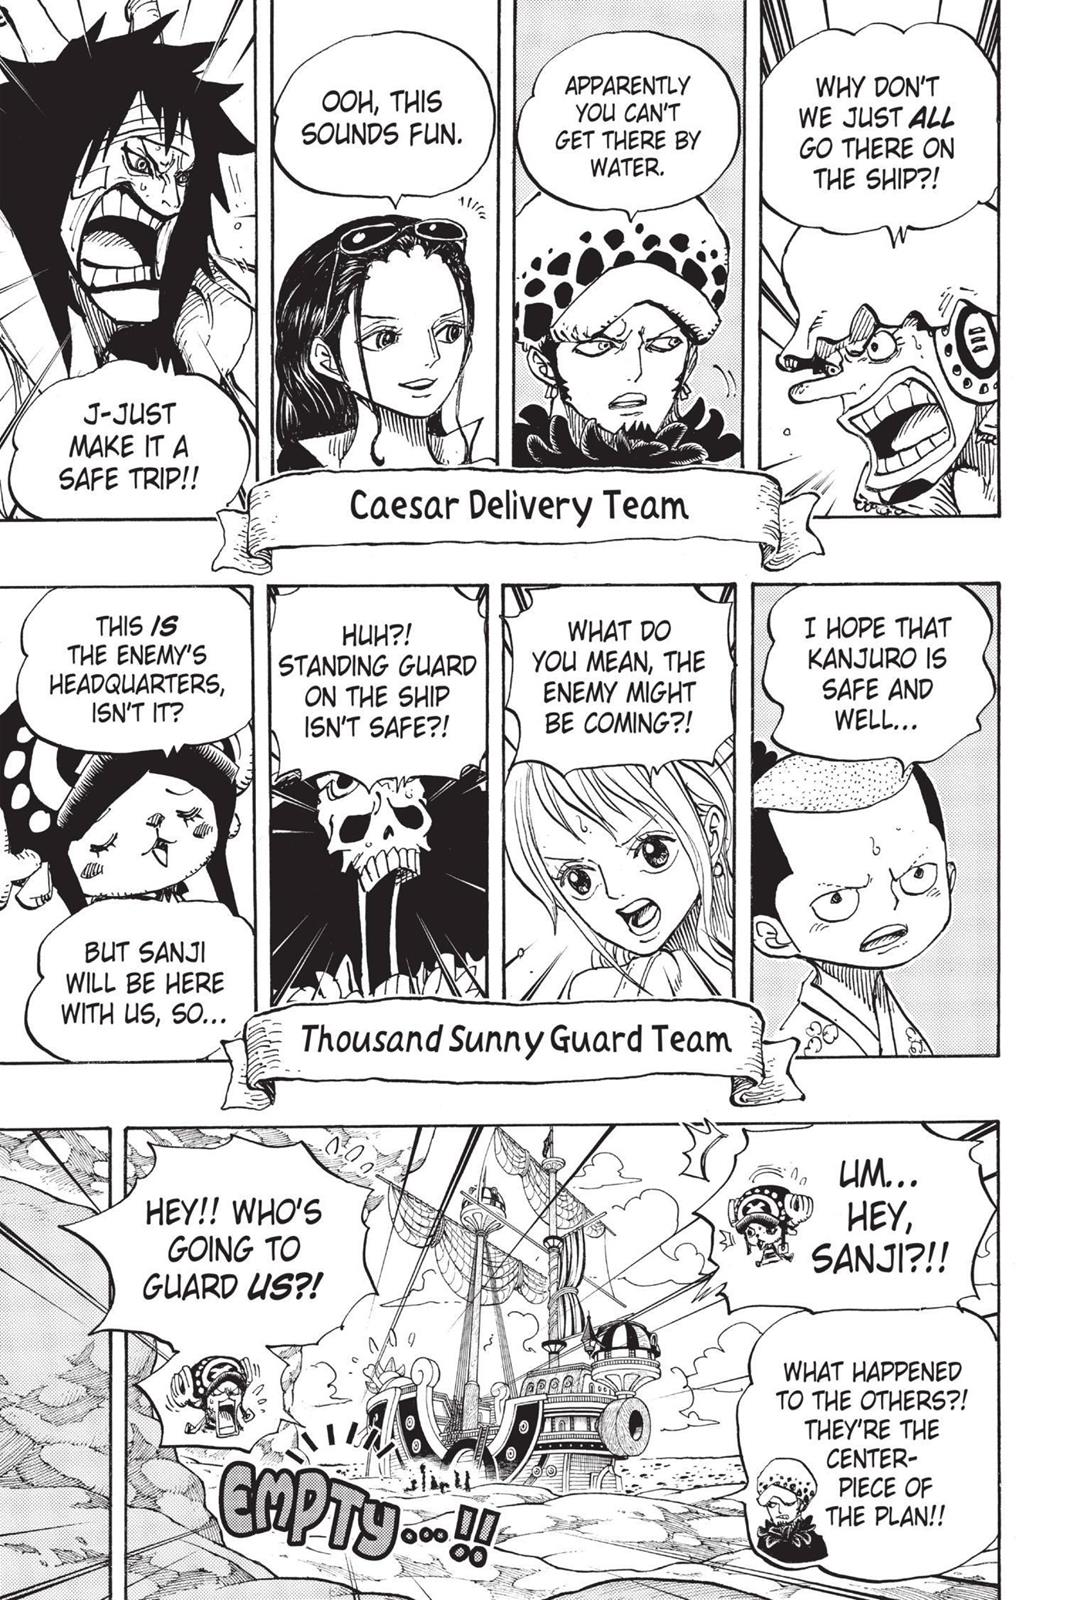 WHY DON'T
WE JUST ALL
GO THERE ON
THE SHIP?!
APPARENTLY
YOU CAN'T
GET THERE BY
WATER.
OOH, THIS
SOUNDS FUN.
J-JUST
MAKE IT A
SAFE TRIP!!
Caesar Delivery Team
I HOPE THAT
KANJURO IS
SAFE AND
WELL...
WHAT DO
YOU MEAN, THE
ENEMY MIGHT
BE COMING?!
HUH?!
STANDING GUARD
ON THE SHIP
ISN'T SAFE?!
THIS IS
THE ENEMY'S
HEADQUARTERS,
ISN'T IT?
BUT SANJI
WILL BE HERE
WITH US, SO...
Thousand Sunny Guard Team
UM...
HEY,
SANJI?!!
WHAT HAPPENED
TO THE OTHERS?!
THEY'RE THE
CENTER-
PIECE OF
THE PLAN!!
HEY!! WHO'S
GOING TO
GUARD US?!
EMPTY...!!